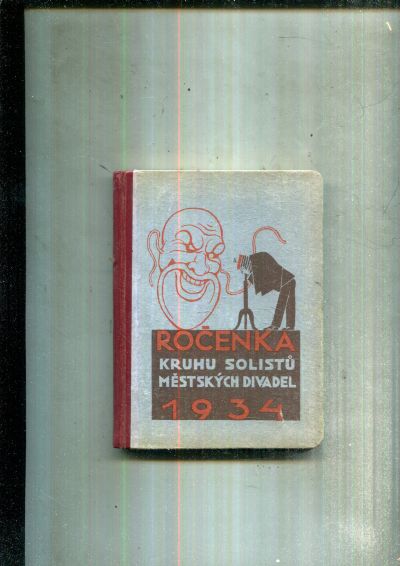 ROČENKA
KRUHU SOLISTŮ
MĚSTSKÝCH DIVADEL
1934